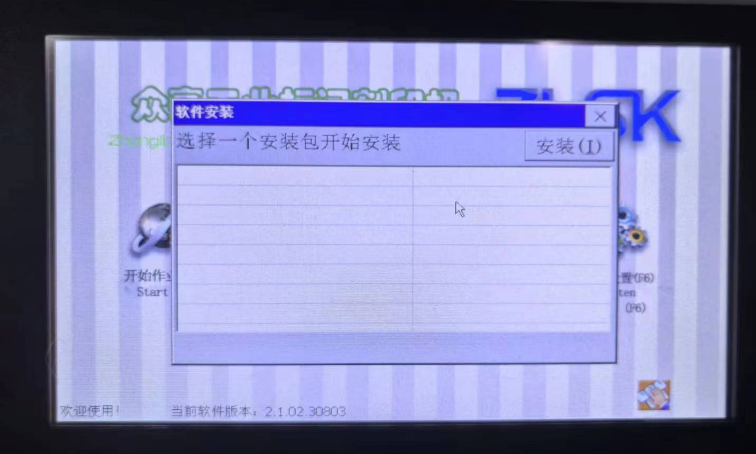 众
软件安装
选择一个安装包开始安装
安装(I)
开始作
Start
置(F6)
(F6)
欢迎使用!
当前软件版本: 2.1.02.30803